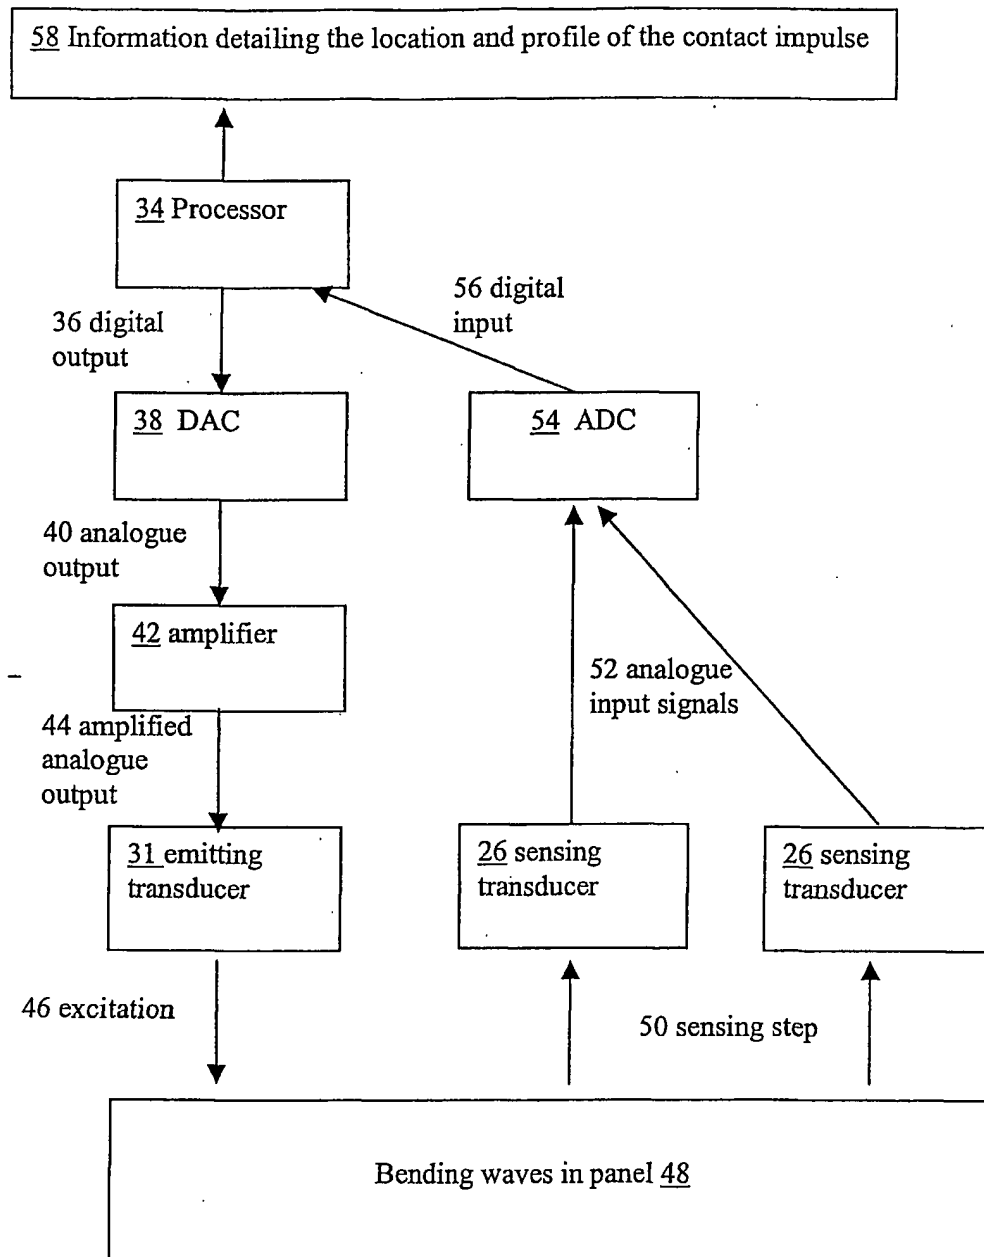 58 Information detailing the location and profile of the contact impulse
34 Processor
56 digital
input
36 digital
output
38 DAC
54 ADC
40 analogue
output
42 amplifier
52 analogue
input signals
44 amplified
analogue
output
31 emitting
transducer
26 sensing
transducer
26 sensing
transducer
46 excitation
50 sensing step
Bending waves in panel 48